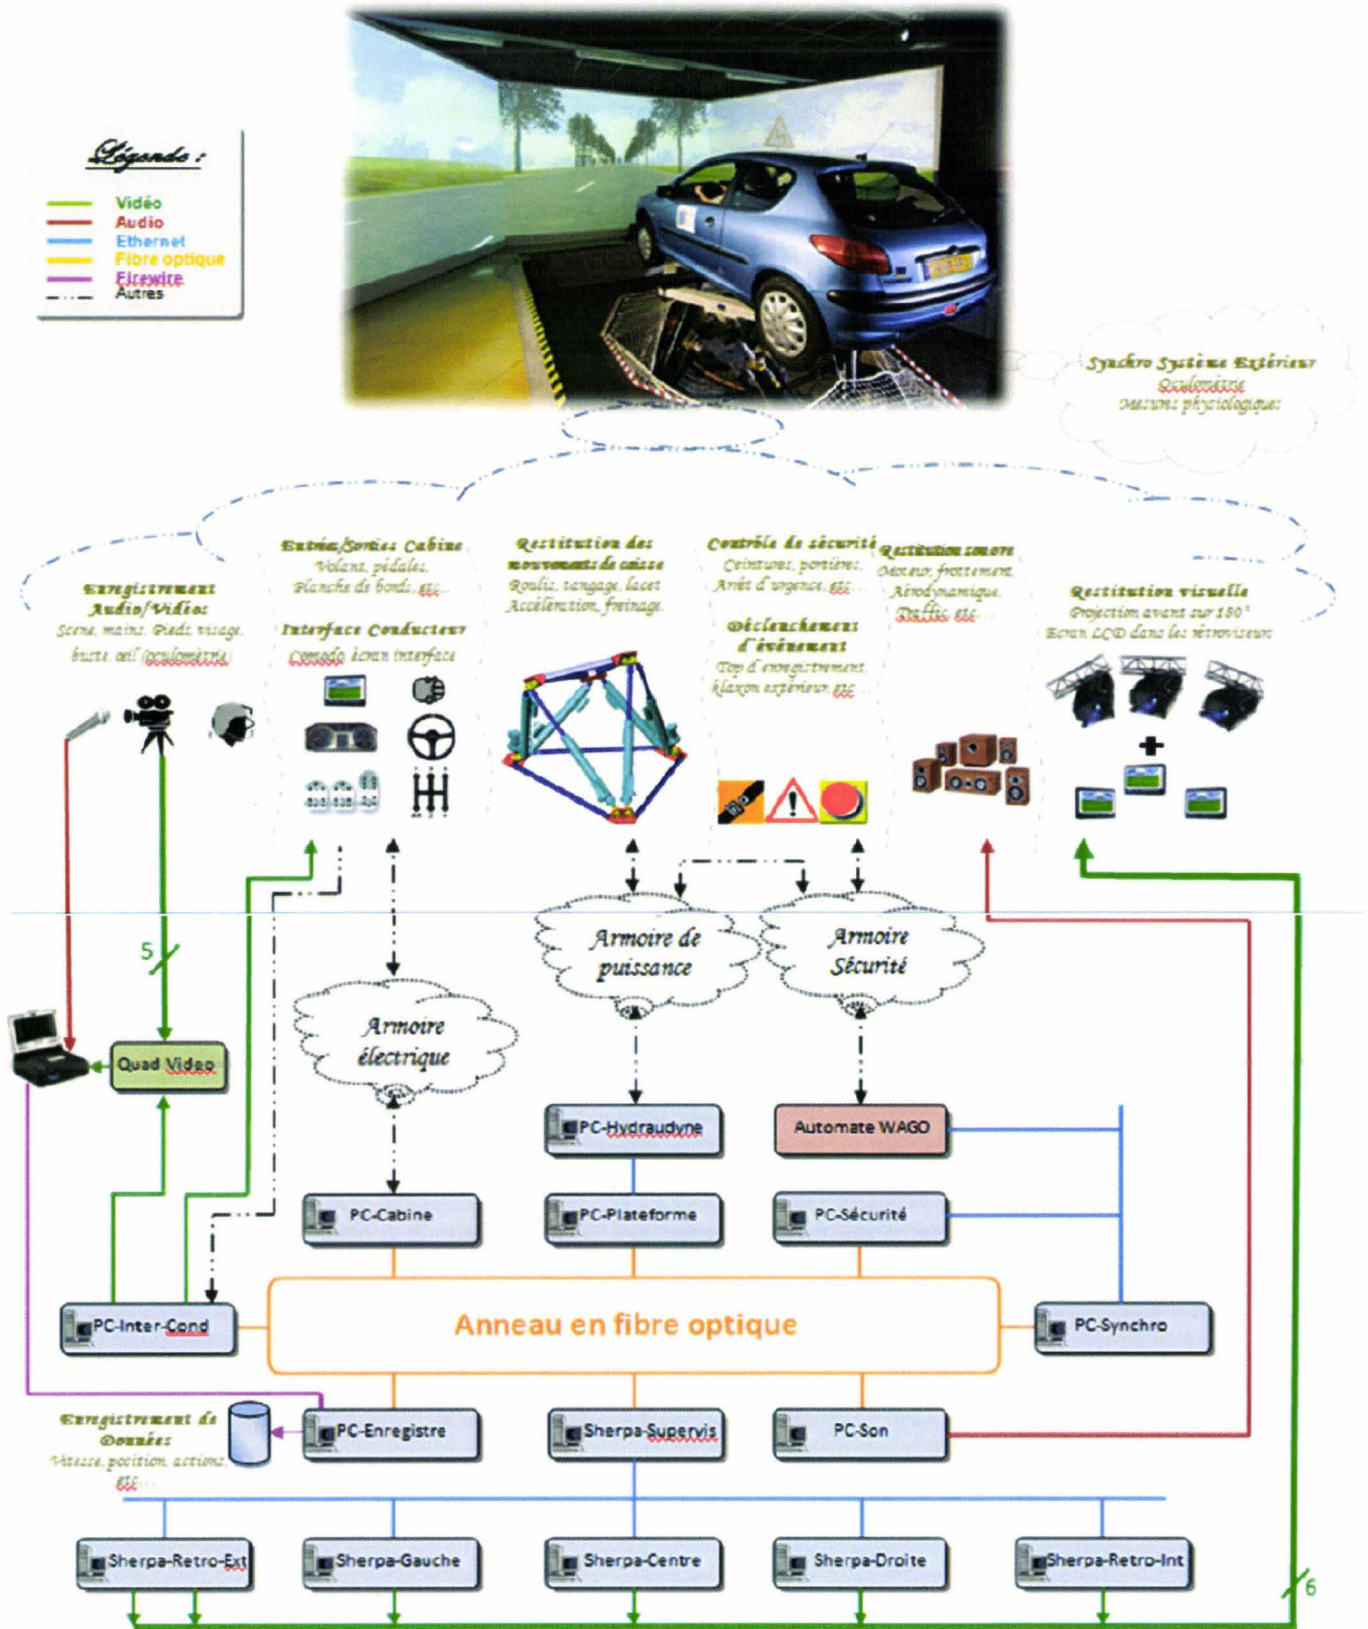 Légende :
Vidéo
Audio
Ethernet
Fibre optique
Firewire
Autres
Synchro Système Extérieur
Oculomètre
Mesures physiologiques
Enregistrement
Audio/Vidéo:
Scène, mains, Pieds, visage,
buste, œil (oculomètrie)
Entrées/Sorties Cabine
Volant, pédales,
Planche de bords, etc...
Interface Conducteur
Comodo, écran interface
Restitution des
mouvements de caisse
Roulis, tangage, lacet
Accélération, freinage.
Contrôle de sécurité
Ceintures, portières,
Arrêt d'urgence, etc...
Déclenchement
d'événement
Top d'enregistrement,
klaxon extérieur, etc...
Restitution sonore
Moteur, frottement,
Aérodynamique,
Traffic, etc...
Restitution visuelle
Projection avant sur 180°
Ecran LCD dans les rétroviseurs
5
Armoire de
puissance
Armoire
Sécurité
Armoire
électrique
Quad Video
PC-Hydraudyne
Automate WAGO
PC-Cabine
PC-Plateforme
PC-Sécurité
PC-Inter-Cond
Anneau en fibre optique
PC-Synchro
Enregistrement de
Données
Vitesse, position, actions,
etc...
PC-Enregistre
Sherpa-Supervis
PC-Son
Sherpa-Retro-Ext
Sherpa-Gauche
Sherpa-Centre
Sherpa-Droite
Sherpa-Retro-Int
6